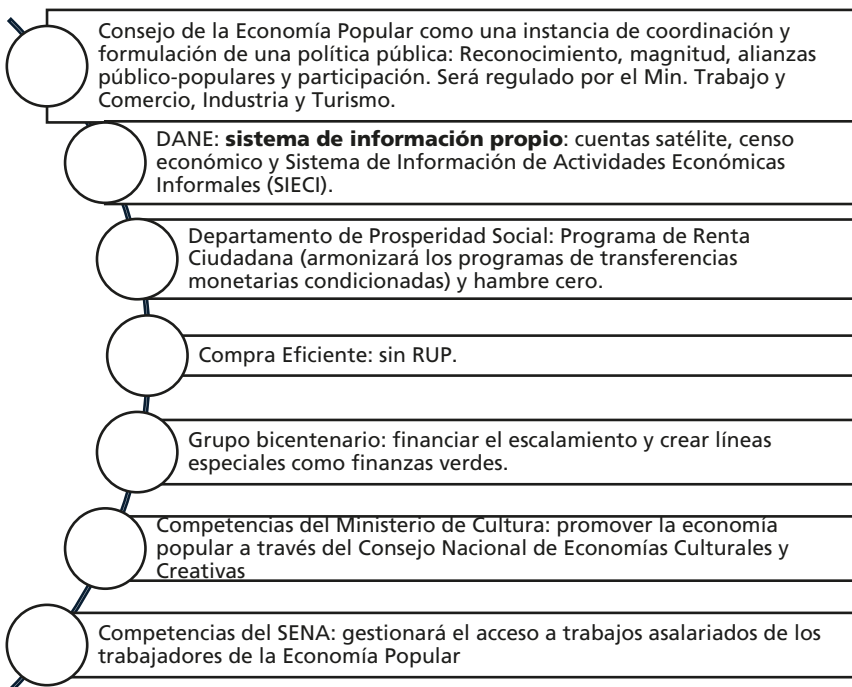 Consejo de la Economía Popular como una instancia de coordinación y
formulación de una política pública: Reconocimiento, magnitud, alianzas
público-populares y participación. Será regulado por el Min. Trabajo y
Comercio, Industria y Turismo.
DANE: sistema de información propio: cuentas satélite, censo
económico y Sistema de Información de Actividades Económicas
Informales (SIECI).
Departamento de Prosperidad Social: Programa de Renta
Ciudadana (armonizará los programas de transferencias
monetarias condicionadas) y hambre cero.
Compra Eficiente: sin RUP.
Grupo bicentenario: financiar el escalamiento y crear líneas
especiales como finanzas verdes.
Competencias del Ministerio de Cultura: promover la economía
popular a través del Consejo Nacional de Economías Culturales y
Creativas
Competencias del SENA: gestionará el acceso a trabajos asalariados de los
trabajadores de la Economía Popular